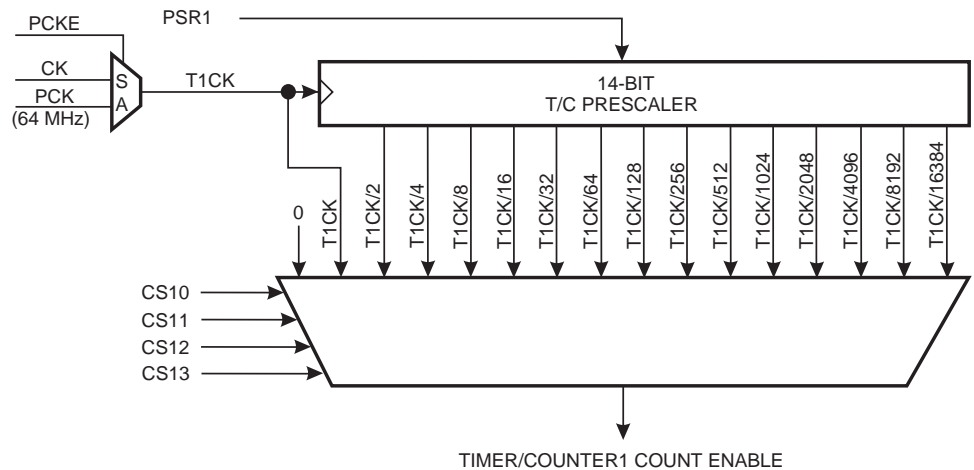 PCKE
PSR1
CK
S
T1CK
PCK
A
(64 MHz)
14-BIT
T/C PRESCALER
0
T1CK
T1CK/2
T1CK/4
T1CK/8
T1CK/16
T1CK/32
T1CK/64
T1CK/128
T1CK/256
T1CK/512
T1CK/1024
T1CK/2048
T1CK/4096
T1CK/8192
T1CK/16384
CS10
CS11
CS12
CS13
TIMER/COUNTER1 COUNT ENABLE